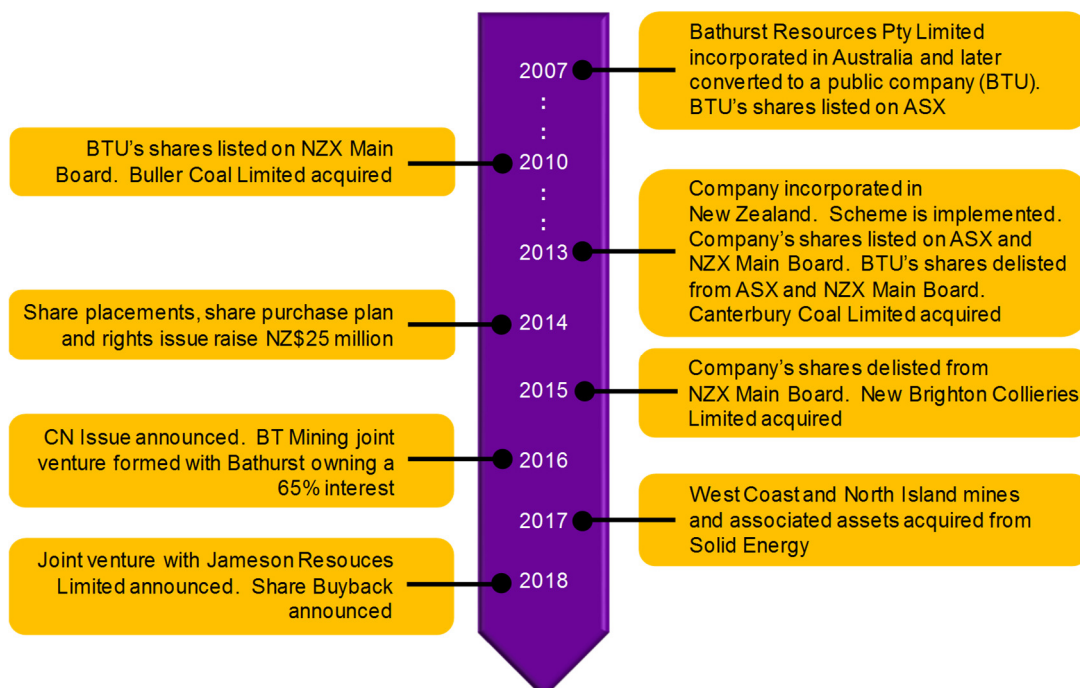 2007
Bathurst Resources Pty Limited
incorporated in Australia and later
converted to a public company (BTU).
BTU’s shares listed on ASX
:
:
BTU’s shares listed on NZX Main
Board.  Buller Coal Limited acquired
2010
:
:
2013
Company incorporated in
New Zealand.  Scheme is implemented.
Company’s shares listed on ASX and
NZX Main Board.  BTU’s shares delisted
from ASX and NZX Main Board.
Canterbury Coal Limited acquired
Share placements, share purchase plan
and rights issue raise NZ$25 million
2014
2015
Company’s shares delisted from
NZX Main Board.  New Brighton Collieries
Limited acquired
CN Issue announced.  BT Mining joint
venture formed with Bathurst owning a
65% interest
2016
2017
West Coast and North Island mines
and associated assets acquired from
Solid Energy
Joint venture with Jameson Resouces
Limited announced.  Share Buyback
announced
2018